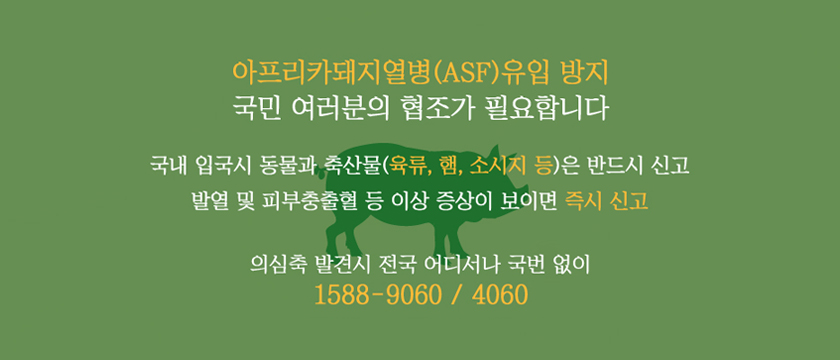 아프리카돼지열병(ASF)유입 방지
국민 여러분의 협조가 필요합니다
국내 입국시 동물과 축산물(육류, 햄, 소시지 등)은 반드시 신고
발열 및 피부충출혈 등 이상 증상이 보이면 즉시 신고
의심축 발견시 전국 어디서나 국번 없이
1588-9060 / 4060